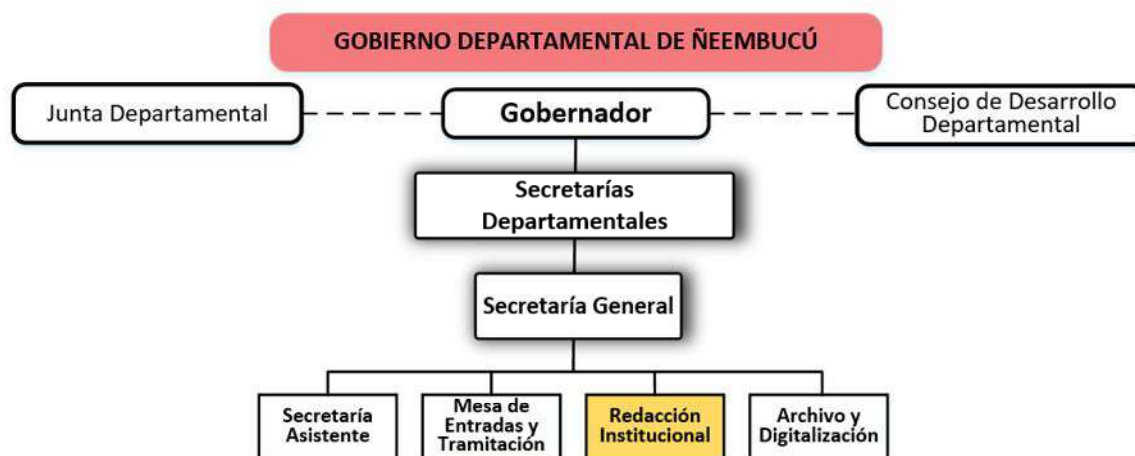 GOBIERNO DEPARTAMENTAL DE ÑEEMBUCÚ
Junta Departamental
Gobernador
Consejo de Desarrollo
Departamental
Secretarías
Departamentales
Secretaría General
Secretaría
Asistente
Mesa de
Entradas y
Tramitación
Redacción
Institucional
Archivo y
Digitalización